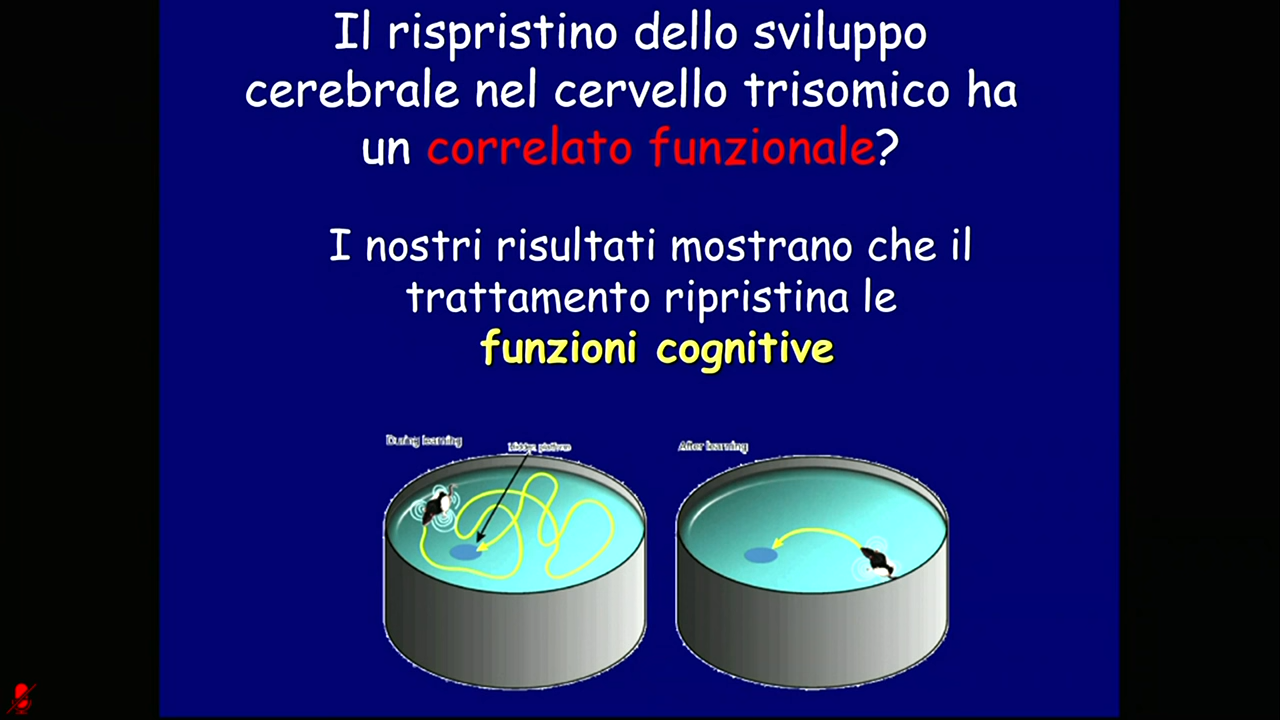 Il rispristino dello sviluppo
cerebrale nel cervello trisomico ha
un correlato funzionale?
I nostri risultati mostrano che il
trattamento ripristina le
funzioni cognitive
During learning
After learning